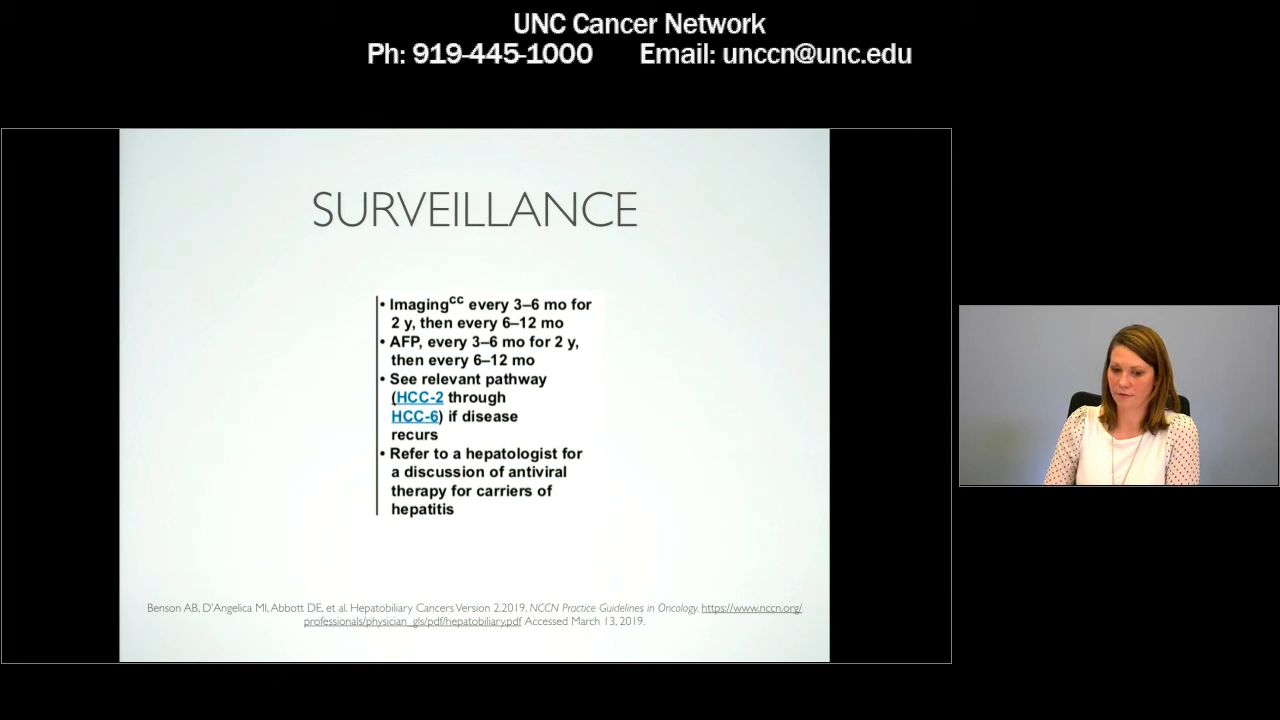 UNC Cancer Network
Ph: 919-445-1000 Email: unccn@unc.edu
SURVEILLANCE
• Imagingcc every 3–6 mo for
2 y, then every 6–12 mo
• AFP, every 3–6 mo for 2 y,
then every 6–12 mo
• See relevant pathway
(HCC-2 through
HCC-6) if disease
recurs
• Refer to a hepatologist for
a discussion of antiviral
therapy for carriers of
hepatitis
Benson AB, D'Angelica MI, Abbott DE, et al. Hepatobiliary Cancers Version 2.2019. NCCN Practice Guidelines in Oncology. https://www.nccn.org/
professionals/physician_gls/pdf/hepatobiliary.pdf Accessed March 13, 2019.